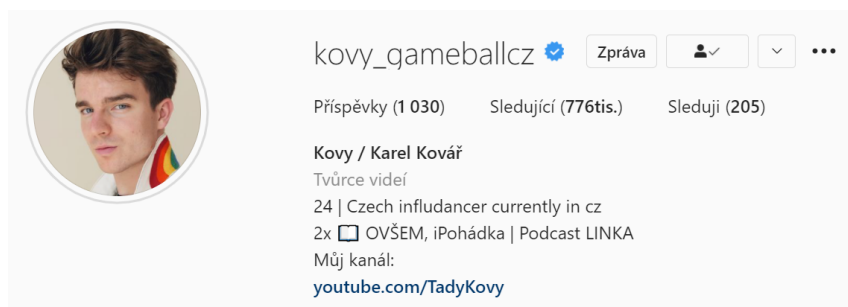 kovy_gameballcz Zpráva
Příspěvky (1 030) Sledující (776tis.) Sleduji (205)
Kovy / Karel Kovář
Tvůrce videí
24 | Czech infludancer currently in cz
2x 📖 OVŠEM, iPohádka | Podcast LINKA
Můj kanál:
youtube.com/TadyKovy